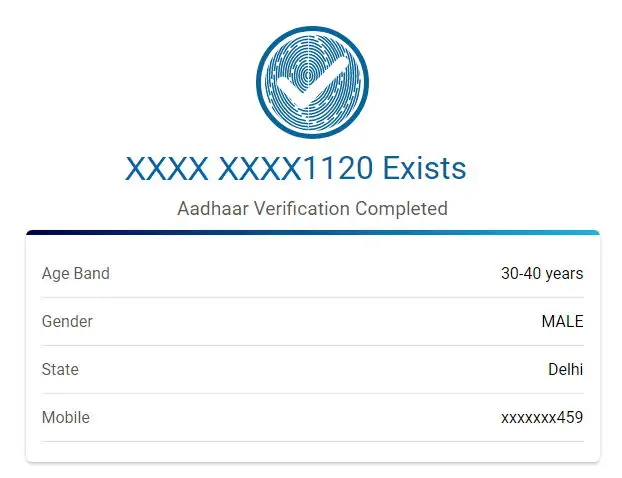 XXXX XXXX1120 Exists
Aadhaar Verification Completed
Age Band 30-40 years
Gender MALE
State Delhi
Mobile xxxxxxx459